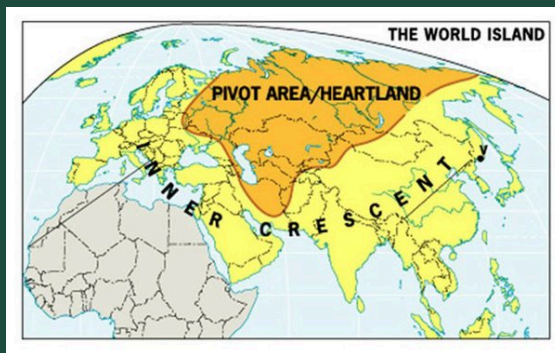 THE WORLD ISLAND
PIVOT AREA/HEARTLAND
INNER CRESCENT